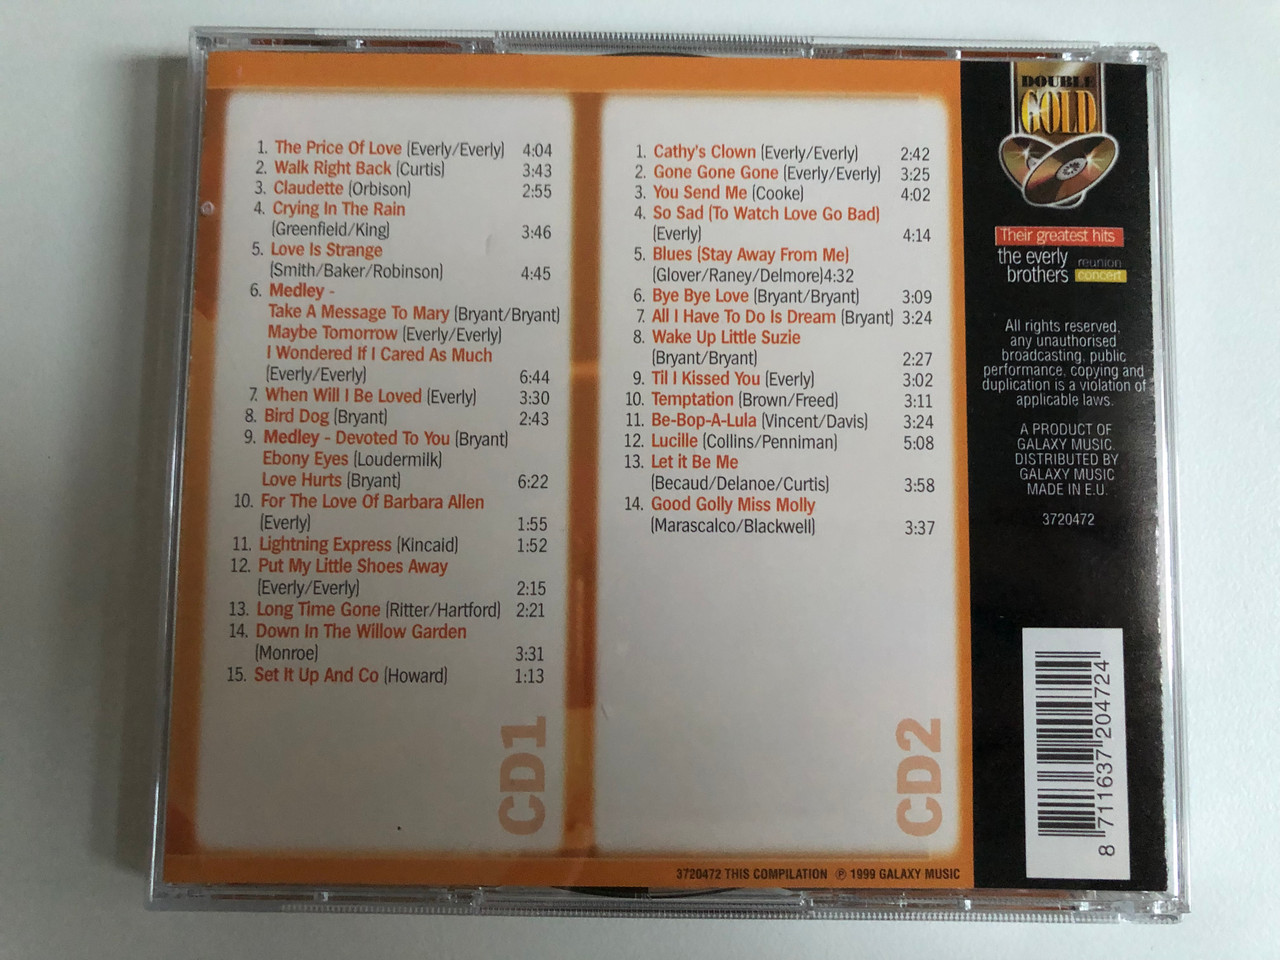 1. The Price Of Love (Everly/Everly) 4:04
2. Walk Right Back (Curtis) 3:43
3. Claudette (Orbison) 2:55
4. Crying In The Rain
(Greenfield/King) 3:46
5. Love Is Strange
(Smith/Baker/Robinson) 4:45
6. Medley -
Take A Message To Mary (Bryant/Bryant)
Maybe Tomorrow (Everly/Everly)
I Wondered If I Cared As Much
(Everly/Everly) 6:44
7. When Will I Be Loved (Everly) 3:30
8. Bird Dog (Bryant) 2:43
9. Medley - Devoted To You (Bryant)
Ebony Eyes (Loudermilk)
Love Hurts (Bryant) 6:22
10. For The Love Of Barbara Allen
(Everly) 1:55
11. Lightning Express (Kincaid) 1:52
12. Put My Little Shoes Away
(Everly/Everly) 2:15
13. Long Time Gone (Ritter/Hartford) 2:21
14. Down In The Willow Garden
(Monroe) 3:31
15. Set It Up And Co (Howard) 1:13
CD1
1. Cathy's Clown (Everly/Everly) 2:42
2. Gone Gone Gone (Everly/Everly) 3:25
3. You Send Me (Cooke) 4:02
4. So Sad (To Watch Love Go Bad)
(Everly) 4:14
5. Blues (Stay Away From Me)
(Glover/Raney/Delmore)4:32
6. Bye Bye Love (Bryant/Bryant) 3:09
7. All I Have To Do Is Dream (Bryant) 3:24
8. Wake Up Little Suzie
(Bryant/Bryant) 2:27
9. Til I Kissed You (Everly) 3:02
10. Temptation (Brown/Freed) 3:11
11. Be-Bop-A-Lula (Vincent/Davis) 3:24
12. Lucille (Collins/Penniman) 5:08
13. Let it Be Me
(Becaud/Delanoe/Curtis) 3:58
14. Good Golly Miss Molly
(Marascalco/Blackwell) 3:37
CD2
3720472 THIS COMPILATION ℗ 1999 GALAXY MUSIC
DOUBLE
GOLD
Their greatest hits
the everly reunion
brothers concert
All rights reserved,
any unauthorised
broadcasting, public
performance, copying and
duplication is a violation of
applicable laws.
A PRODUCT OF
GALAXY MUSIC
DISTRIBUTED BY
GALAXY MUSIC
MADE IN E.U.
3720472
8 711637 204724